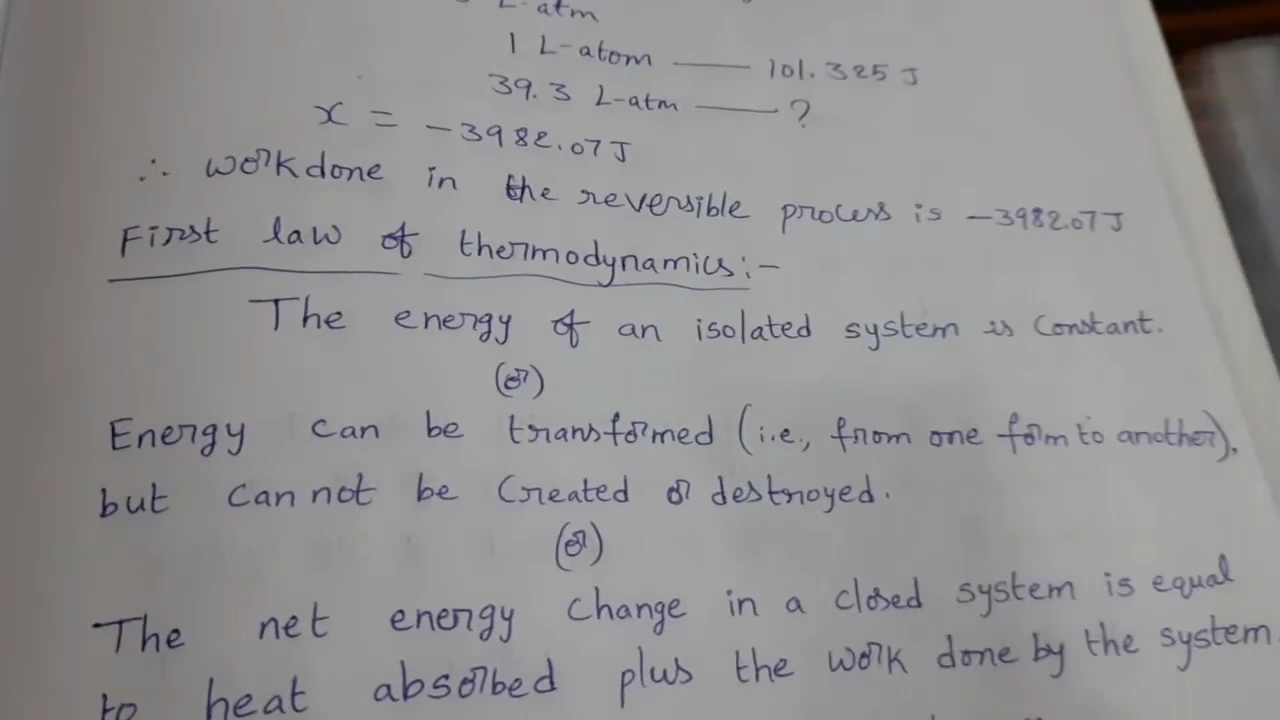 L-atm
1 L-atom —— 101.325 J
39.3 L-atm —— ?
x = -3982.07 J
∴ workdone in the reversible process is -3982.07 J
First law of thermodynamics:-
The energy of an isolated system is constant.
(or)
Energy can be transformed (i.e., from one form to another),
but can not be created or destroyed.
(or)
The net energy change in a closed system is equal
to heat absorbed plus the work done by the system